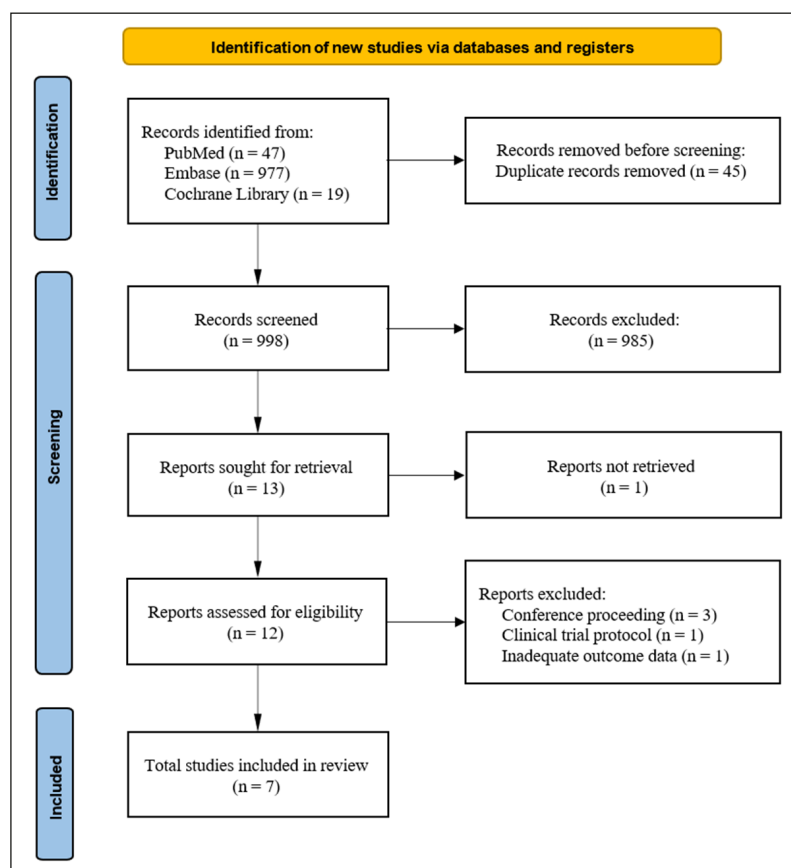 Identification of new studies via databases and registers
Identification
Records identified from:
PubMed (n = 47)
Embase (n = 977)
Cochrane Library (n = 19)
Records removed before screening:
Duplicate records removed (n = 45)
Screening
Records screened
(n = 998)
Records excluded:
(n = 985)
Reports sought for retrieval
(n = 13)
Reports not retrieved
(n = 1)
Reports assessed for eligibility
(n = 12)
Reports excluded:
Conference proceeding (n = 3)
Clinical trial protocol (n = 1)
Inadequate outcome data (n = 1)
Included
Total studies included in review
(n = 7)